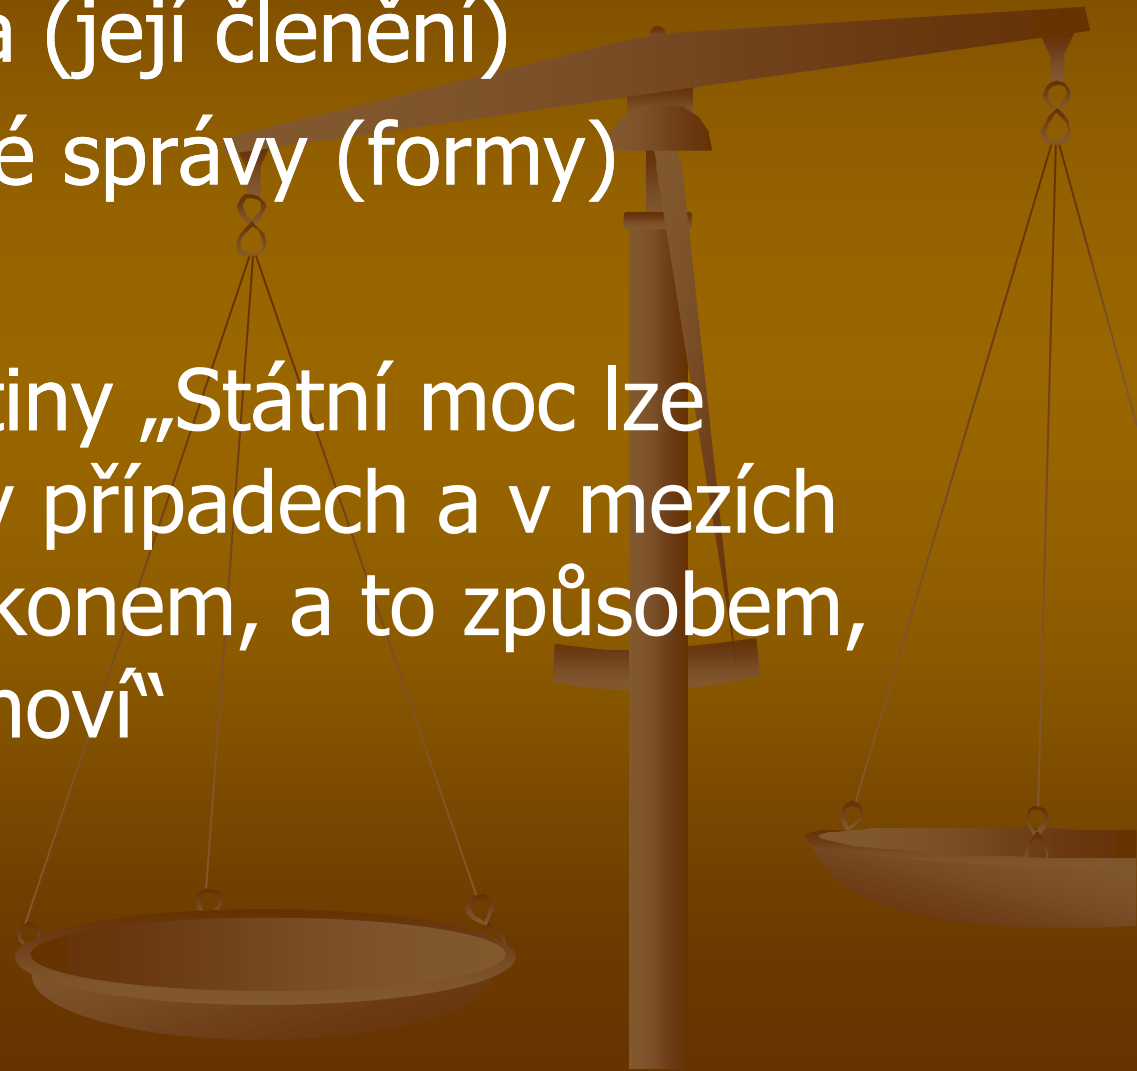 a (její členění)
é správy (formy)
tiny „Státní moc lze
v případech a v mezích
konem, a to způsobem,
noví“